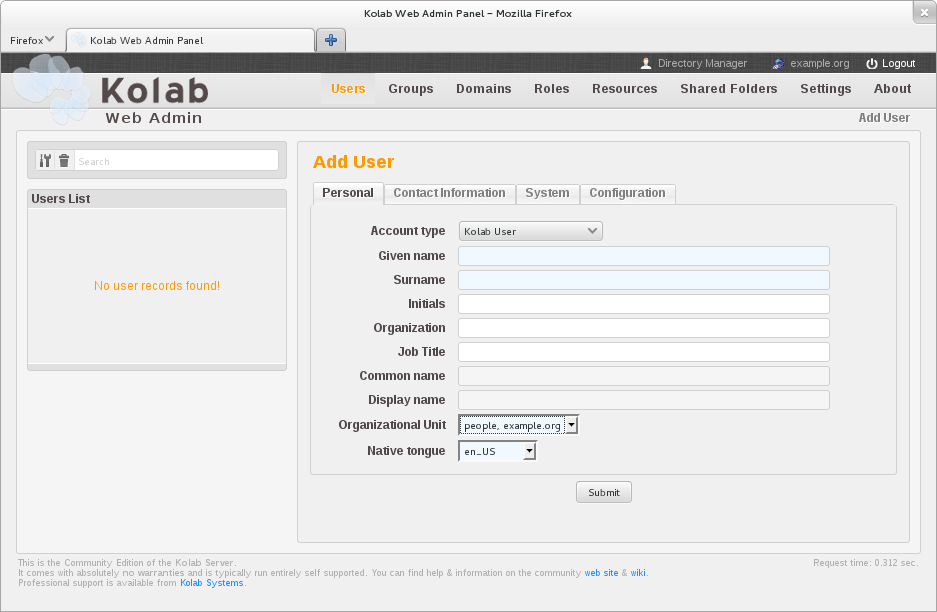 Kolab Web Admin Panel - Mozilla Firefox
Firefox
Kolab Web Admin Panel
Directory Manager example.org Logout
Kolab
Web Admin
Users Groups Domains Roles Resources Shared Folders Settings About
Add User
Search
Users List
No user records found!
Add User
Personal Contact Information System Configuration
Account type Kolab User
Given name
Surname
Initials
Organization
Job Title
Common name
Display name
Organizational Unit people, example.org
Native tongue en_US
Submit
This is the Community Edition of the Kolab Server.
Request time: 0.312 sec.
It comes with absolutely no warranties and is typically run entirely self supported. You can find help & information on the community web site & wiki.
Professional support is available from Kolab Systems.